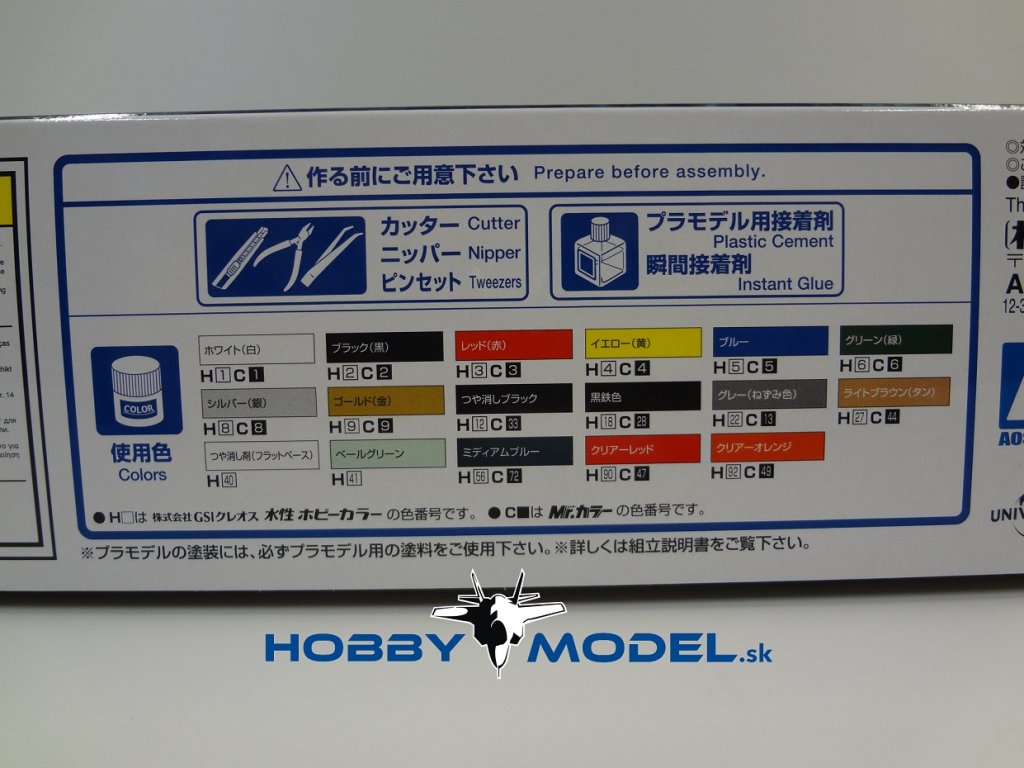 作る前にご用意下さい Prepare before assembly.
カッター Cutter
ニッパー Nipper
ピンセット Tweezers
プラモデル用接着剤
Plastic Cement
瞬間接着剤
Instant Glue
COLOR
使用色
Colors
ホワイト(白) ブラック(黒) レッド(赤) イエロー(黄) ブルー グリーン(緑)
H1 C1 H2 C2 H3 C3 H4 C4 H5 C5 H6 C6
シルバー(銀) ゴールド(金) つや消しブラック 黒鉄色 グレー(ねずみ色) ライトブラウン(タン)
H8 C8 H9 C9 H12 C33 H18 C28 H22 C13 H27 C44
つや消し剤(フラットベース) ペールグリーン ミディアムブルー クリアーレッド クリアーオレンジ
H40 H41 H56 C72 H90 C47 H92 C49
●H□は 株式会社GSIクレオス 水性 ホビーカラー の色番号です。 ●C■は Mr.カラー の色番号です。
※プラモデルの塗装には、必ずプラモデル用の塗料をご使用下さい。※詳しくは組立説明書をご覧下さい。
Th
〒
12-3
UNIV
HOBBY MODEL.sk